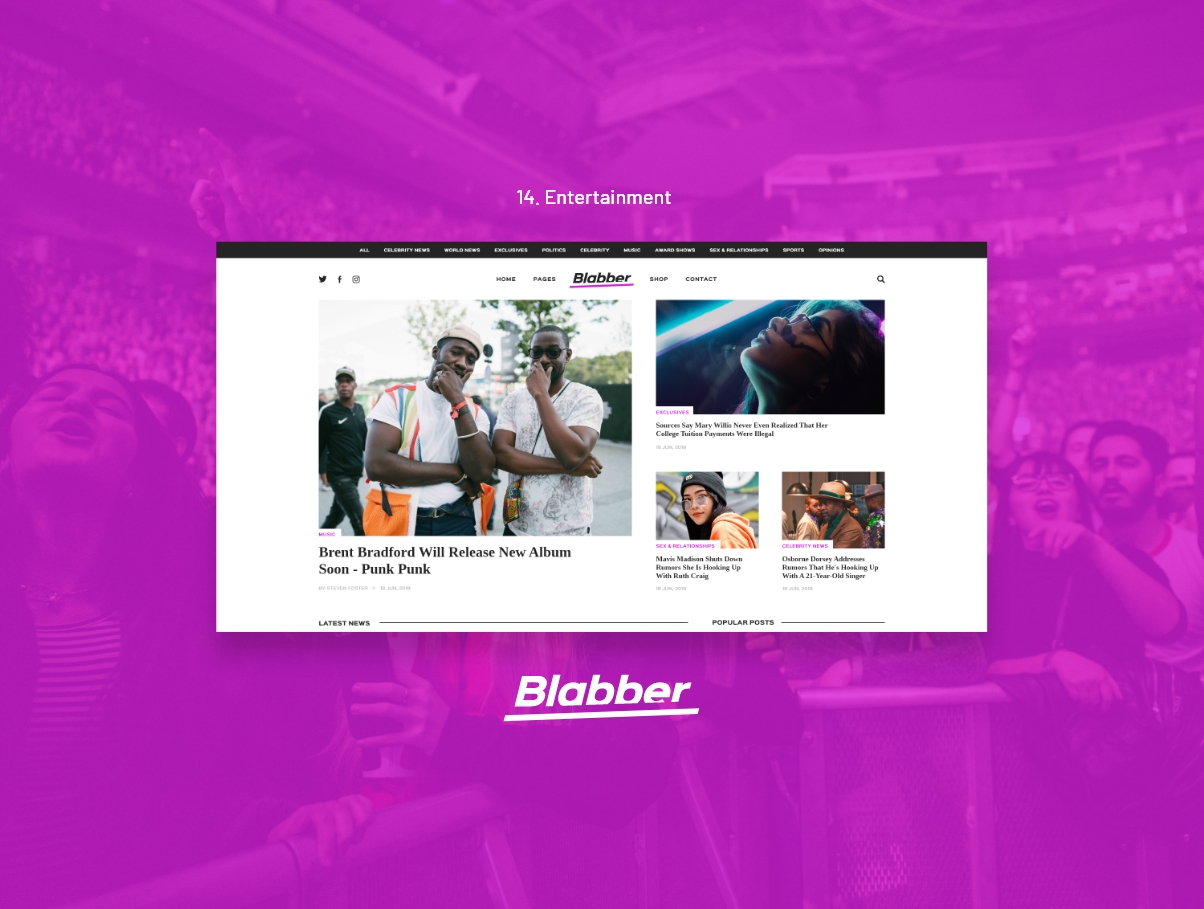 14. Entertainment
ALL CELEBRITY NEWS WORLD NEWS EXCLUSIVES POLITICS CELEBRITY MUSIC AWARD SHOWS SEX & RELATIONSHIPS SPORTS OPINIONS
HOME PAGES Blabber SHOP CONTACT
MUSIC
Brent Bradford Will Release New Album
Soon - Punk Punk
BY STEVEN FOSTER 18 JUN, 2019
EXCLUSIVES
Sources Say Mary Willis Never Even Realized That Her
College Tuition Payments Were Illegal
18 JUN, 2019
SEX & RELATIONSHIPS
Mavis Madison Shuts Down
Rumors She Is Hooking Up
With Ruth Craig
18 JUN, 2019
CELEBRITY NEWS
Osborne Dorsey Addresses
Rumors That He's Hooking Up
With A 21-Year-Old Singer
18 JUN, 2019
LATEST NEWS
POPULAR POSTS
Blabber